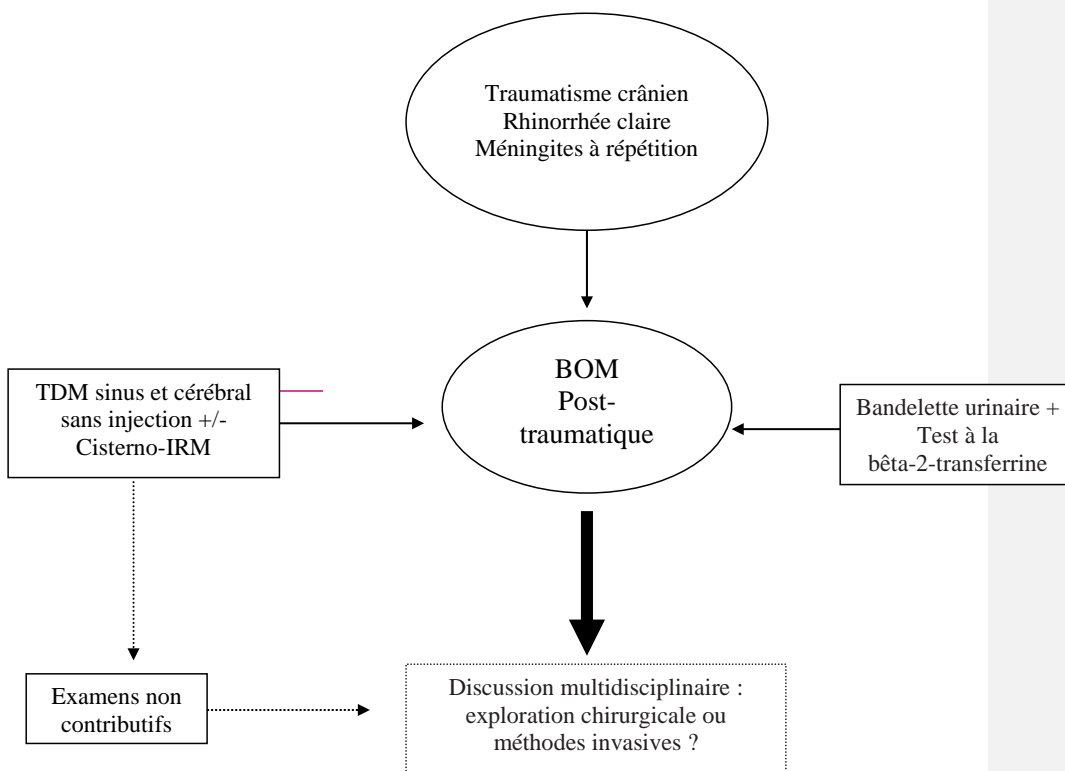 Traumatisme crânien
Rhinorrhée claire
Méningites à répétition
BOM
Post-
traumatique
TDM sinus et cérébral
sans injection +/-
Cisterno-IRM
Bandelette urinaire +
Test à la
bêta-2-transferrine
Examens non
contributifs
Discussion multidisciplinaire :
exploration chirurgicale ou
méthodes invasives ?